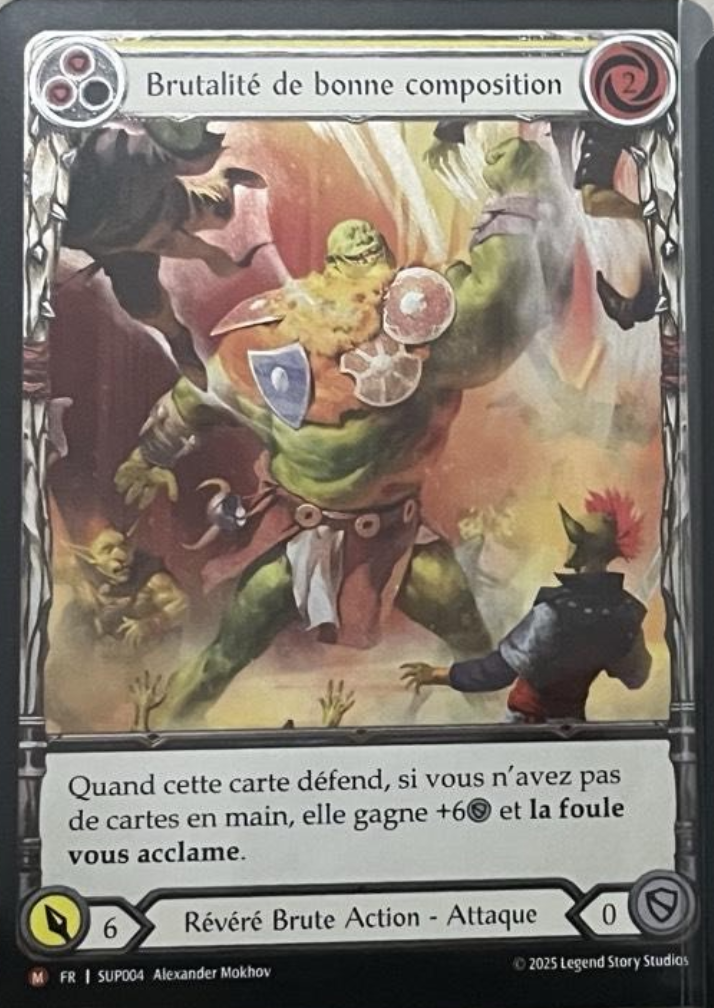 Brutalité de bonne composition
2
Quand cette carte défend, si vous n'avez pas
de cartes en main, elle gagne +6 et la foule
vous acclame.
6
Révéré Brute Action - Attaque
0
M FR | SUP004 Alexander Mokhov
© 2025 Legend Story Studios